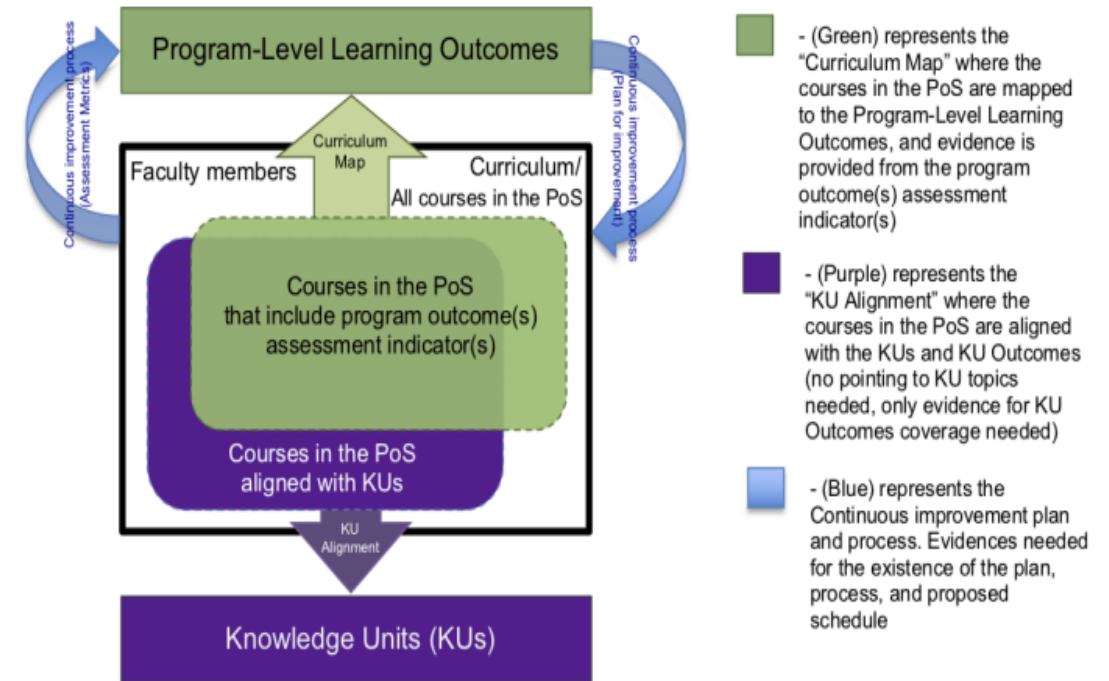 Program-Level Learning Outcomes
Continuous improvement process
(Assessment Metrics)
Continuous improvement process
(Plan for improvement)
Curriculum
Map
Faculty members
Curriculum/
All courses in the PoS
Courses in the PoS
that include program outcome(s)
assessment indicator(s)
Courses in the PoS
aligned with KUs
KU
Alignment
Knowledge Units (KUs)
- (Green) represents the
“Curriculum Map” where the
courses in the PoS are mapped
to the Program-Level Learning
Outcomes, and evidence is
provided from the program
outcome(s) assessment
indicator(s)
- (Purple) represents the
“KU Alignment” where the
courses in the PoS are aligned
with the KUs and KU Outcomes
(no pointing to KU topics
needed, only evidence for KU
Outcomes coverage needed)
- (Blue) represents the
Continuous improvement plan
and process. Evidences needed
for the existence of the plan,
process, and proposed
schedule